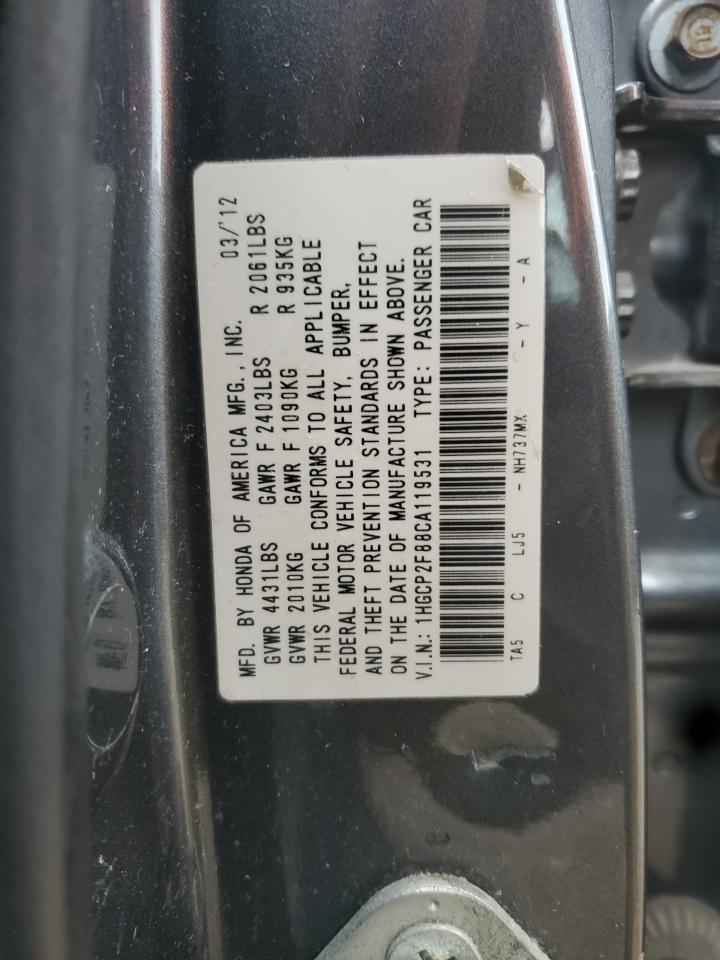 MFD. BY HONDA OF AMERICA MFG., INC. 03/'12
GVWR 4431LBS GAWR F 2403LBS R 2061LBS
GVWR 2010KG GAWR F 1090KG R 935KG
THIS VEHICLE CONFORMS TO ALL APPLICABLE
FEDERAL MOTOR VEHICLE SAFETY, BUMPER,
AND THEFT PREVENTION STANDARDS IN EFFECT
ON THE DATE OF MANUFACTURE SHOWN ABOVE.
V.I.N.: 1HGCP2F88CA119531 TYPE: PASSENGER CAR
TA5 C LJ5 - NH737MX - Y - A